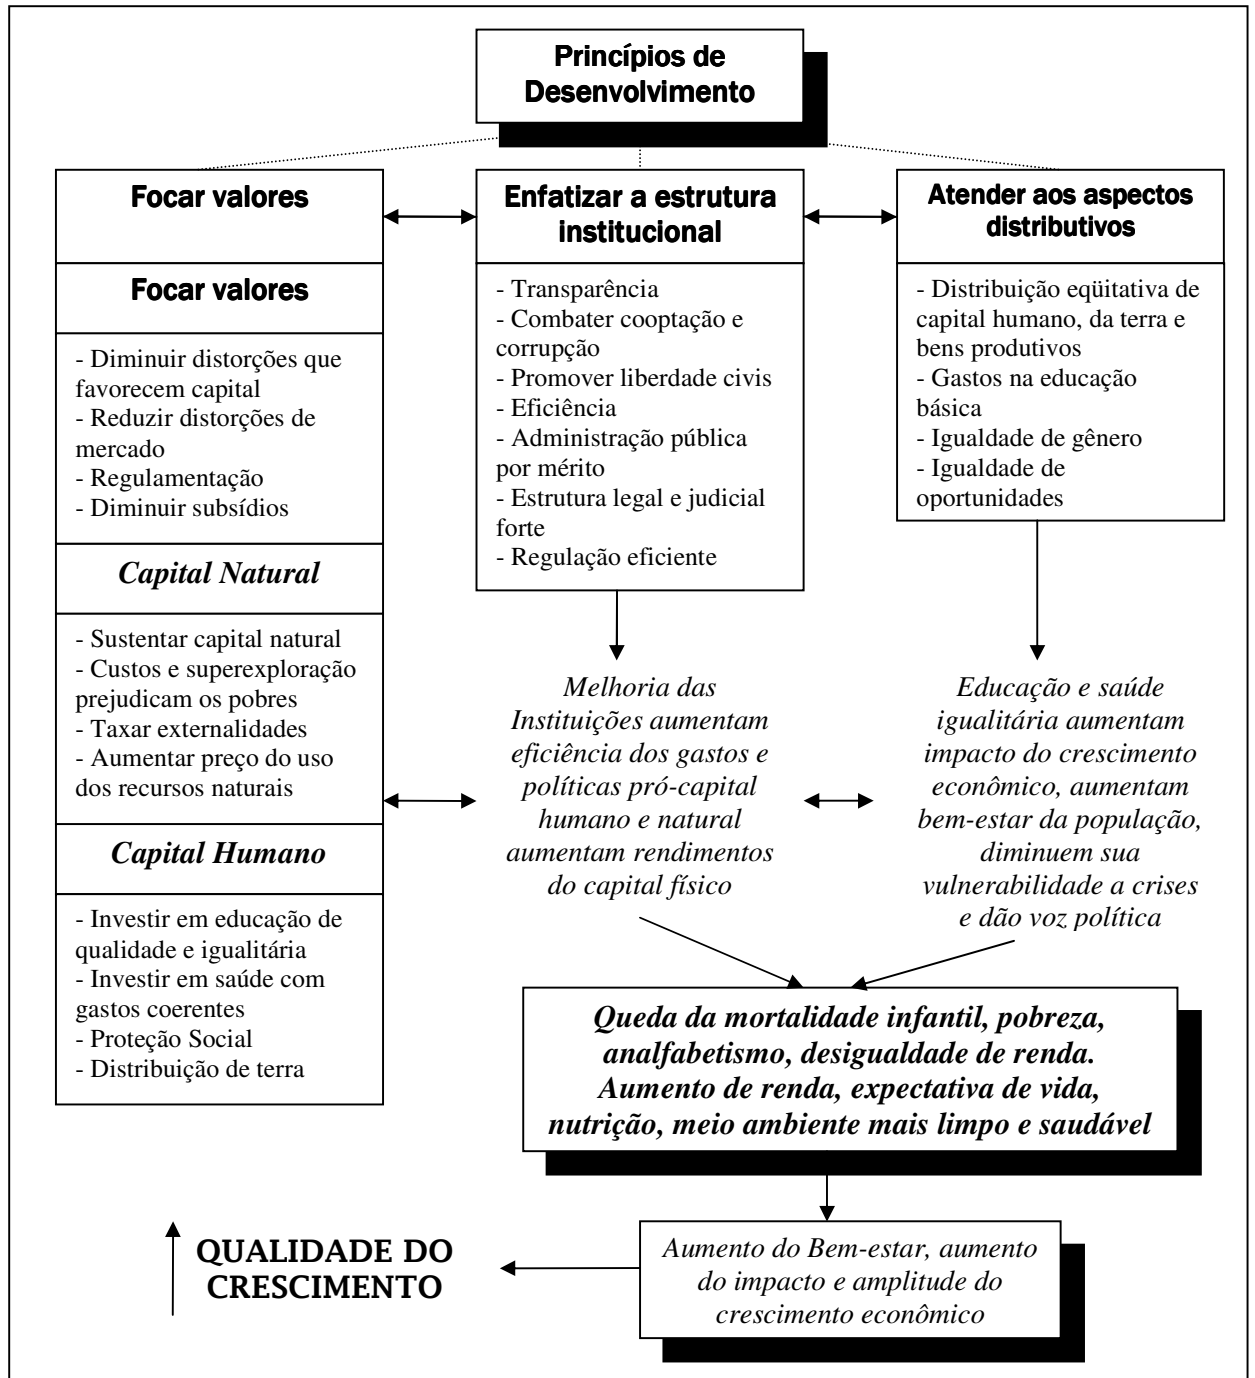 Princípios de
Desenvolvimento
Focar valores
Enfatizar a estrutura
institucional
Atender aos aspectos
distributivos
Focar valores
- Diminuir distorções que
favorecem capital
- Reduzir distorções de
mercado
- Regulamentação
- Diminuir subsídios
Capital Natural
- Sustentar capital natural
- Custos e superexploração
prejudicam os pobres
- Taxar externalidades
- Aumentar preço do uso
dos recursos naturais
Capital Humano
- Investir em educação de
qualidade e igualitária
- Investir em saúde com
gastos coerentes
- Proteção Social
- Distribuição de terra
- Transparência
- Combater cooptação e
corrupção
- Promover liberdade civis
- Eficiência
- Administração pública
por mérito
- Estrutura legal e judicial
forte
- Regulação eficiente
- Distribuição eqüitativa de
capital humano, da terra e
bens produtivos
- Gastos na educação
básica
- Igualdade de gênero
- Igualdade de
oportunidades
Melhoria das
Instituições aumentam
eficiência dos gastos e
políticas pró-capital
humano e natural
aumentam rendimentos
do capital físico
Educação e saúde
igualitária aumentam
impacto do crescimento
econômico, aumentam
bem-estar da população,
diminuem sua
vulnerabilidade a crises
e dão voz política
Queda da mortalidade infantil, pobreza,
analfabetismo, desigualdade de renda.
Aumento de renda, expectativa de vida,
nutrição, meio ambiente mais limpo e saudável
Aumento do Bem-estar, aumento
do impacto e amplitude do
crescimento econômico
QUALIDADE DO
CRESCIMENTO